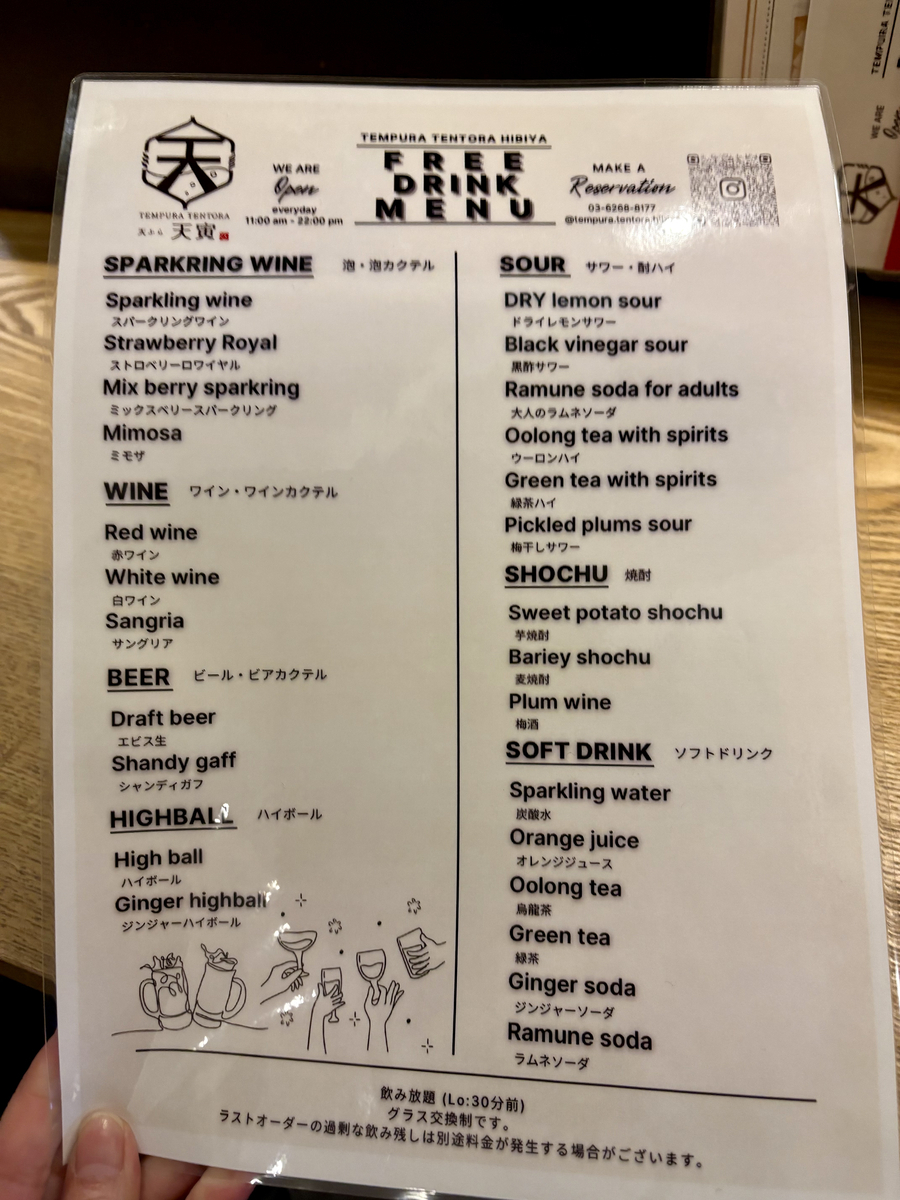 天
TEMPURA TENTORA
天ぷら 天寅
WE ARE
Open
everyday
11:00 am - 22:00 pm
TEMPURA TENTORA HIBIYA
FREE
DRINK
MENU
MAKE A
Reservation
03-6268-8177
@tempura.tentora
SPARKRING WINE 泡・泡カクテル
Sparkling wine
スパークリングワイン
Strawberry Royal
ストロベリーロワイヤル
Mix berry sparkring
ミックスベリースパークリング
Mimosa
ミモザ
WINE ワイン・ワインカクテル
Red wine
赤ワイン
White wine
白ワイン
Sangria
サングリア
BEER ビール・ビアカクテル
Draft beer
エビス生
Shandy gaff
シャンディガフ
HIGHBALL ハイボール
High ball
ハイボール
Ginger highball
ジンジャーハイボール
SOUR サワー・酎ハイ
DRY lemon sour
ドライレモンサワー
Black vinegar sour
黒酢サワー
Ramune soda for adults
大人のラムネソーダ
Oolong tea with spirits
ウーロンハイ
Green tea with spirits
緑茶ハイ
Pickled plums sour
梅干しサワー
SHOCHU 焼酎
Sweet potato shochu
芋焼酎
Bariey shochu
麦焼酎
Plum wine
梅酒
SOFT DRINK ソフトドリンク
Sparkling water
炭酸水
Orange juice
オレンジジュース
Oolong tea
烏龍茶
Green tea
緑茶
Ginger soda
ジンジャーソーダ
Ramune soda
ラムネソーダ
飲み放題 (Lo:30分前)
グラス交換制です。
ラストオーダーの過剰な飲み残しは別途料金が発生する場合がございます。
TEMPURA TE
WE ARE
Open